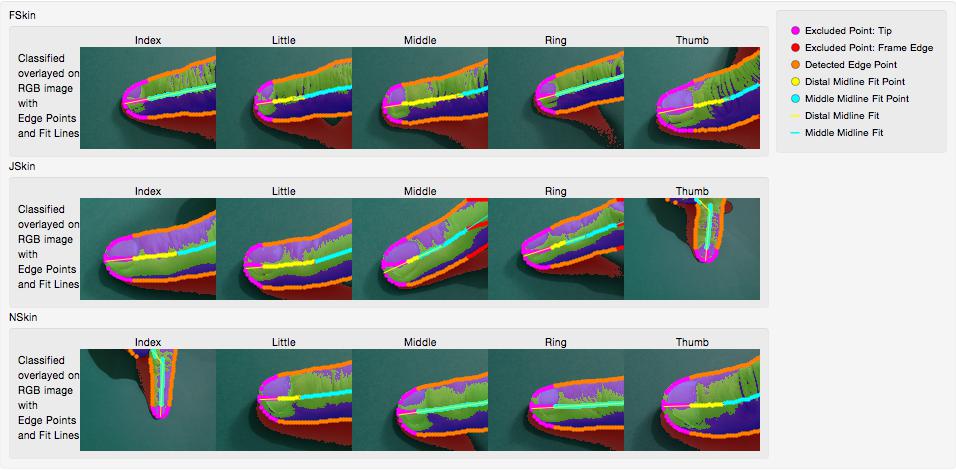 FSkin
Index Little Middle Ring Thumb
Classified
overlayed on
RGB image
with
Edge Points
and Fit Lines
Excluded Point: Tip
Excluded Point: Frame Edge
Detected Edge Point
Distal Midline Fit Point
Middle Midline Fit Point
Distal Midline Fit
Middle Midline Fit
JSkin
Index Little Middle Ring Thumb
Classified
overlayed on
RGB image
with
Edge Points
and Fit Lines
NSkin
Index Little Middle Ring Thumb
Classified
overlayed on
RGB image
with
Edge Points
and Fit Lines